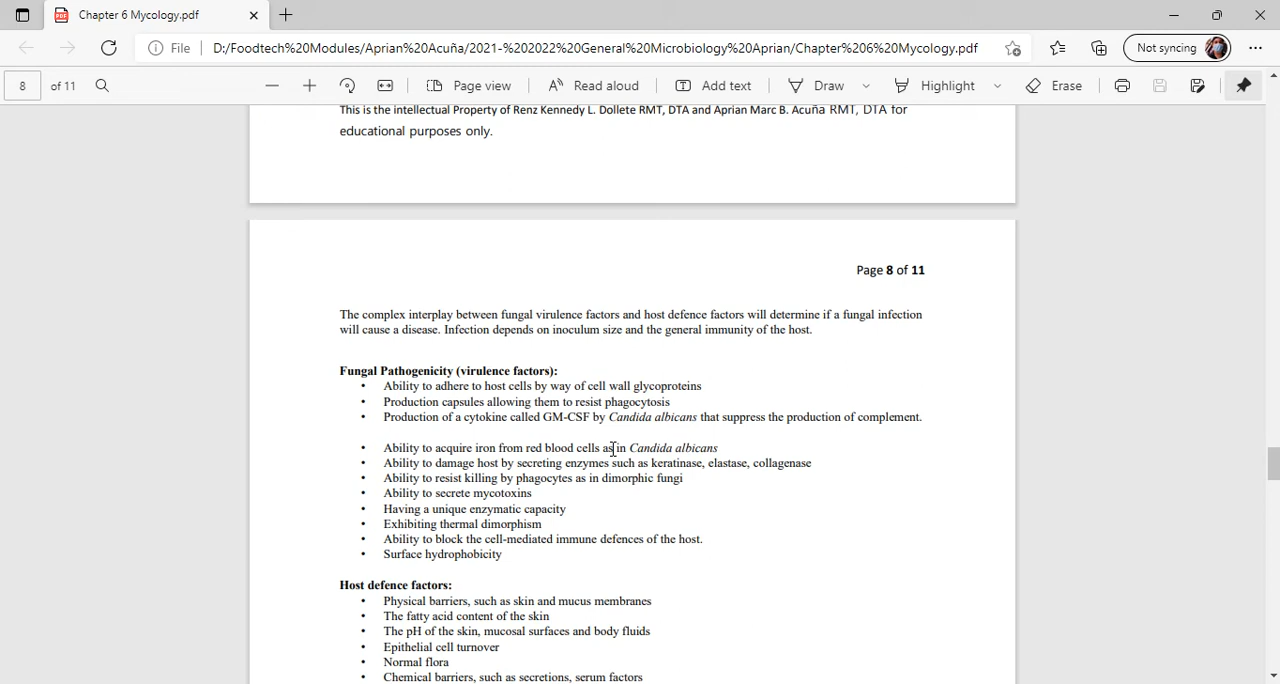 Chapter 6 Mycology.pdf
File D:/Foodtech%20Modules/Aprian%20Acuña/2021-%20%2022%20General%20Microbiology%20Aprian/Chapter%206%20Mycology.pdf Not syncing
8 of 11 Page view Read aloud Add text Draw Highlight Erase
This is the intellectual Property of Renz Kennedy L. Dollete RMT, DTA and Aprian Marc B. Acuña RMT, DTA for
educational purposes only.
Page 8 of 11
The complex interplay between fungal virulence factors and host defence factors will determine if a fungal infection
will cause a disease. Infection depends on inoculum size and the general immunity of the host.
Fungal Pathogenicity (virulence factors):
• Ability to adhere to host cells by way of cell wall glycoproteins
• Production capsules allowing them to resist phagocytosis
• Production of a cytokine called GM-CSF by Candida albicans that suppress the production of complement.
• Ability to acquire iron from red blood cells as in Candida albicans
• Ability to damage host by secreting enzymes such as keratinase, elastase, collagenase
• Ability to resist killing by phagocytes as in dimorphic fungi
• Ability to secrete mycotoxins
• Having a unique enzymatic capacity
• Exhibiting thermal dimorphism
• Ability to block the cell-mediated immune defences of the host.
• Surface hydrophobicity
Host defence factors:
• Physical barriers, such as skin and mucus membranes
• The fatty acid content of the skin
• The pH of the skin, mucosal surfaces and body fluids
• Epithelial cell turnover
• Normal flora
• Chemical barriers, such as secretions, serum factors